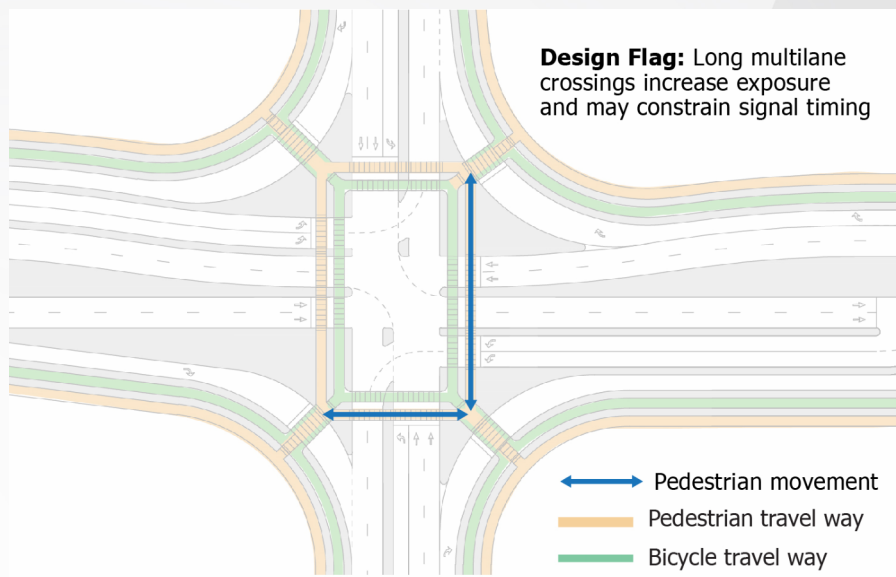 Design Flag: Long multilane
crossings increase exposure
and may constrain signal timing
Pedestrian movement
Pedestrian travel way
Bicycle travel way